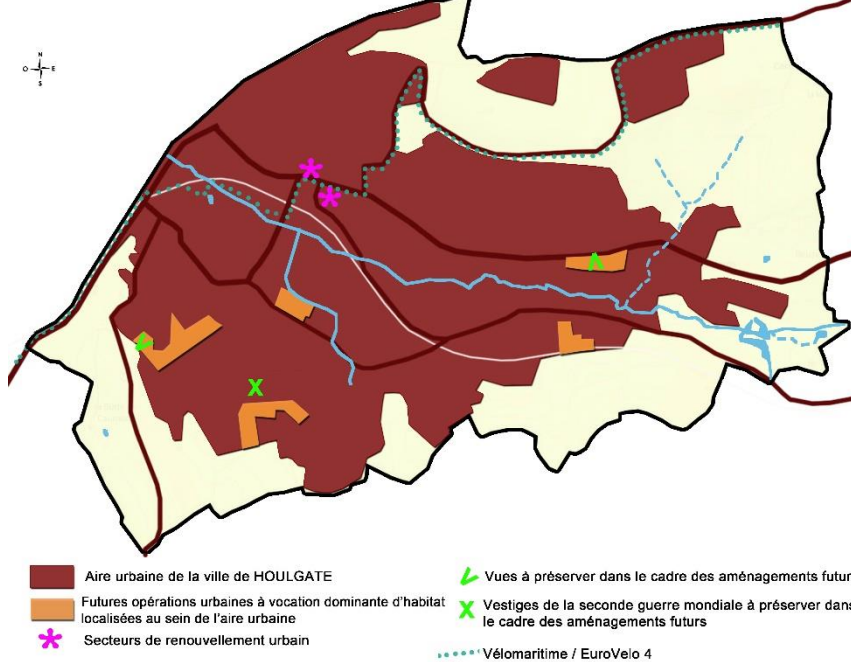 N
O
E
S
Aire urbaine de la ville de HOULGATE
Futures opérations urbaines à vocation dominante d'habitat
localisées au sein de l'aire urbaine
Secteurs de renouvellement urbain
Vues à préserver dans le cadre des aménagements futur
Vestiges de la seconde guerre mondiale à préserver dans
le cadre des aménagements futurs
Vélomaritime / EuroVelo 4